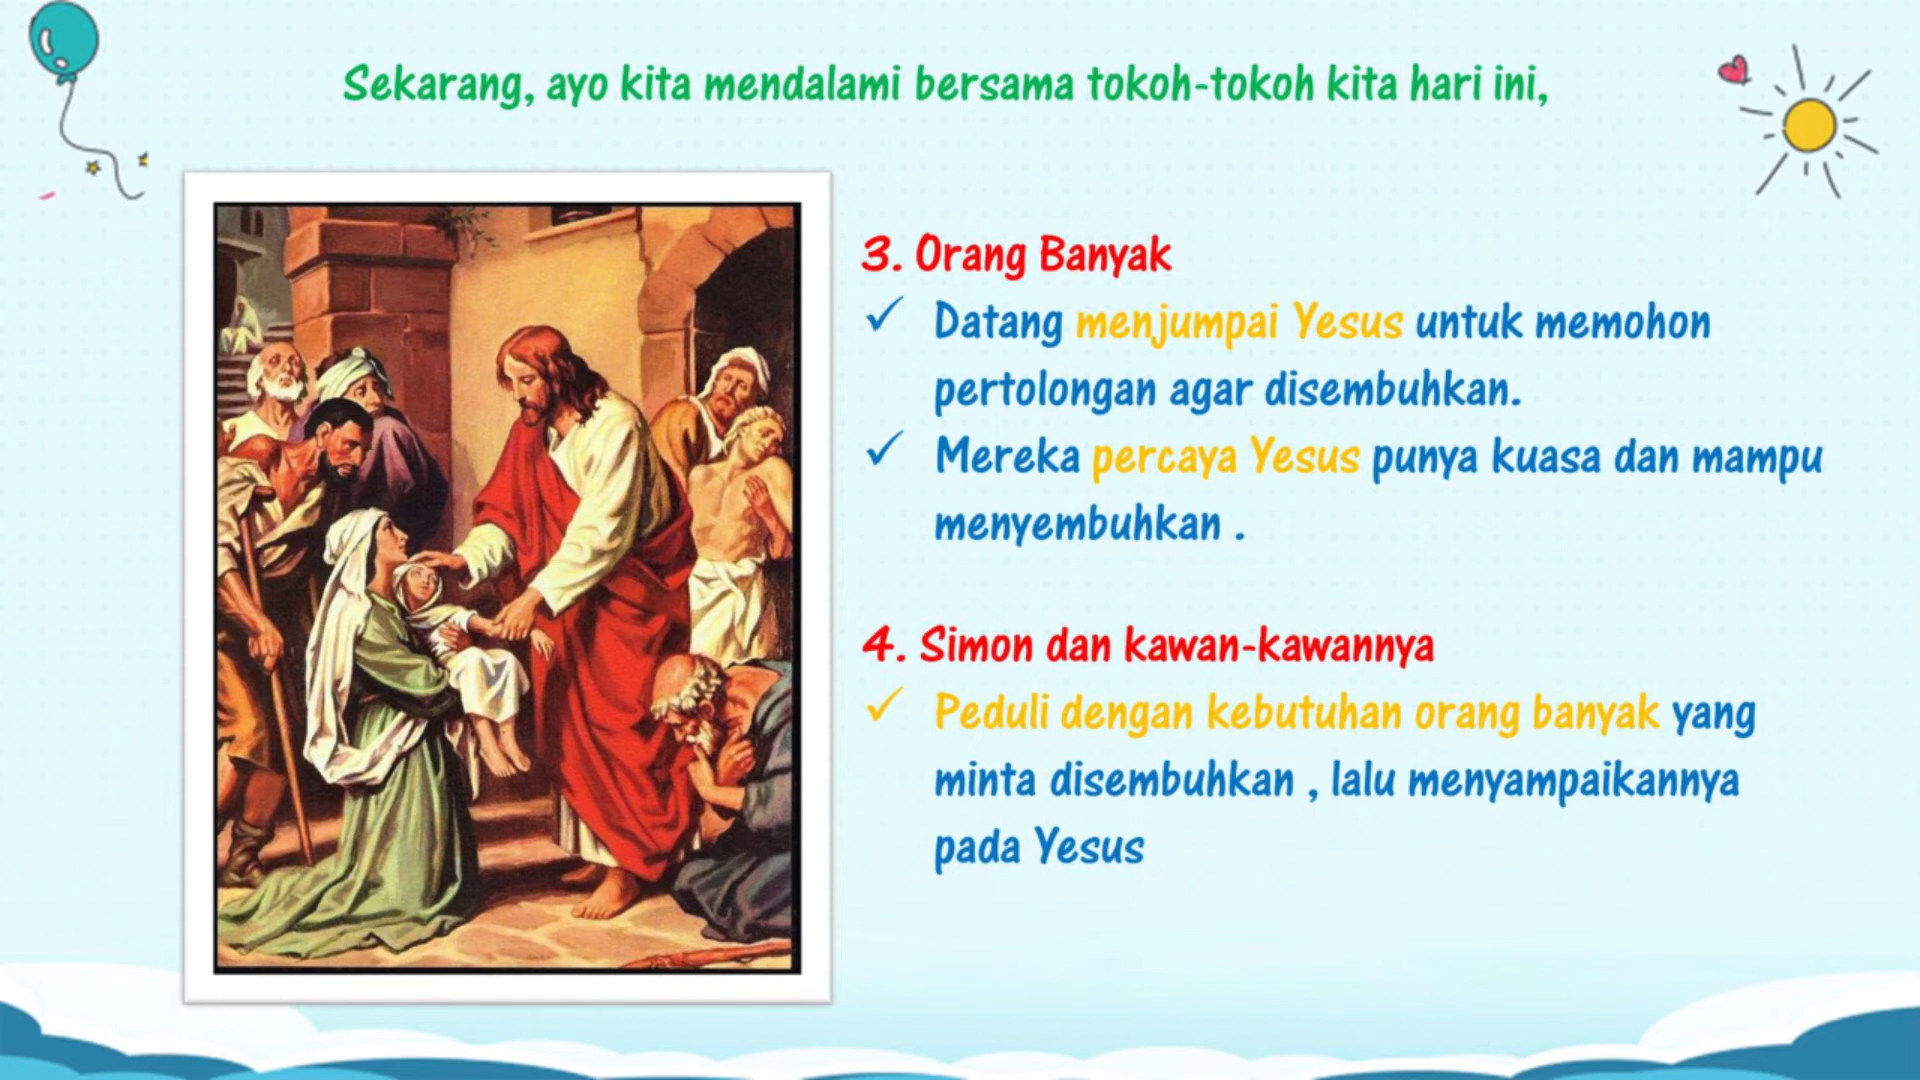 Sekarang, ayo kita mendalami bersama tokoh-tokoh kita hari ini,
3. Orang Banyak
✓ Datang menjumpai Yesus untuk memohon
pertolongan agar disembuhkan.
✓ Mereka percaya Yesus punya kuasa dan mampu
menyembuhkan .
4. Simon dan kawan-kawannya
✓ Peduli dengan kebutuhan orang banyak yang
minta disembuhkan , lalu menyampaikannya
pada Yesus